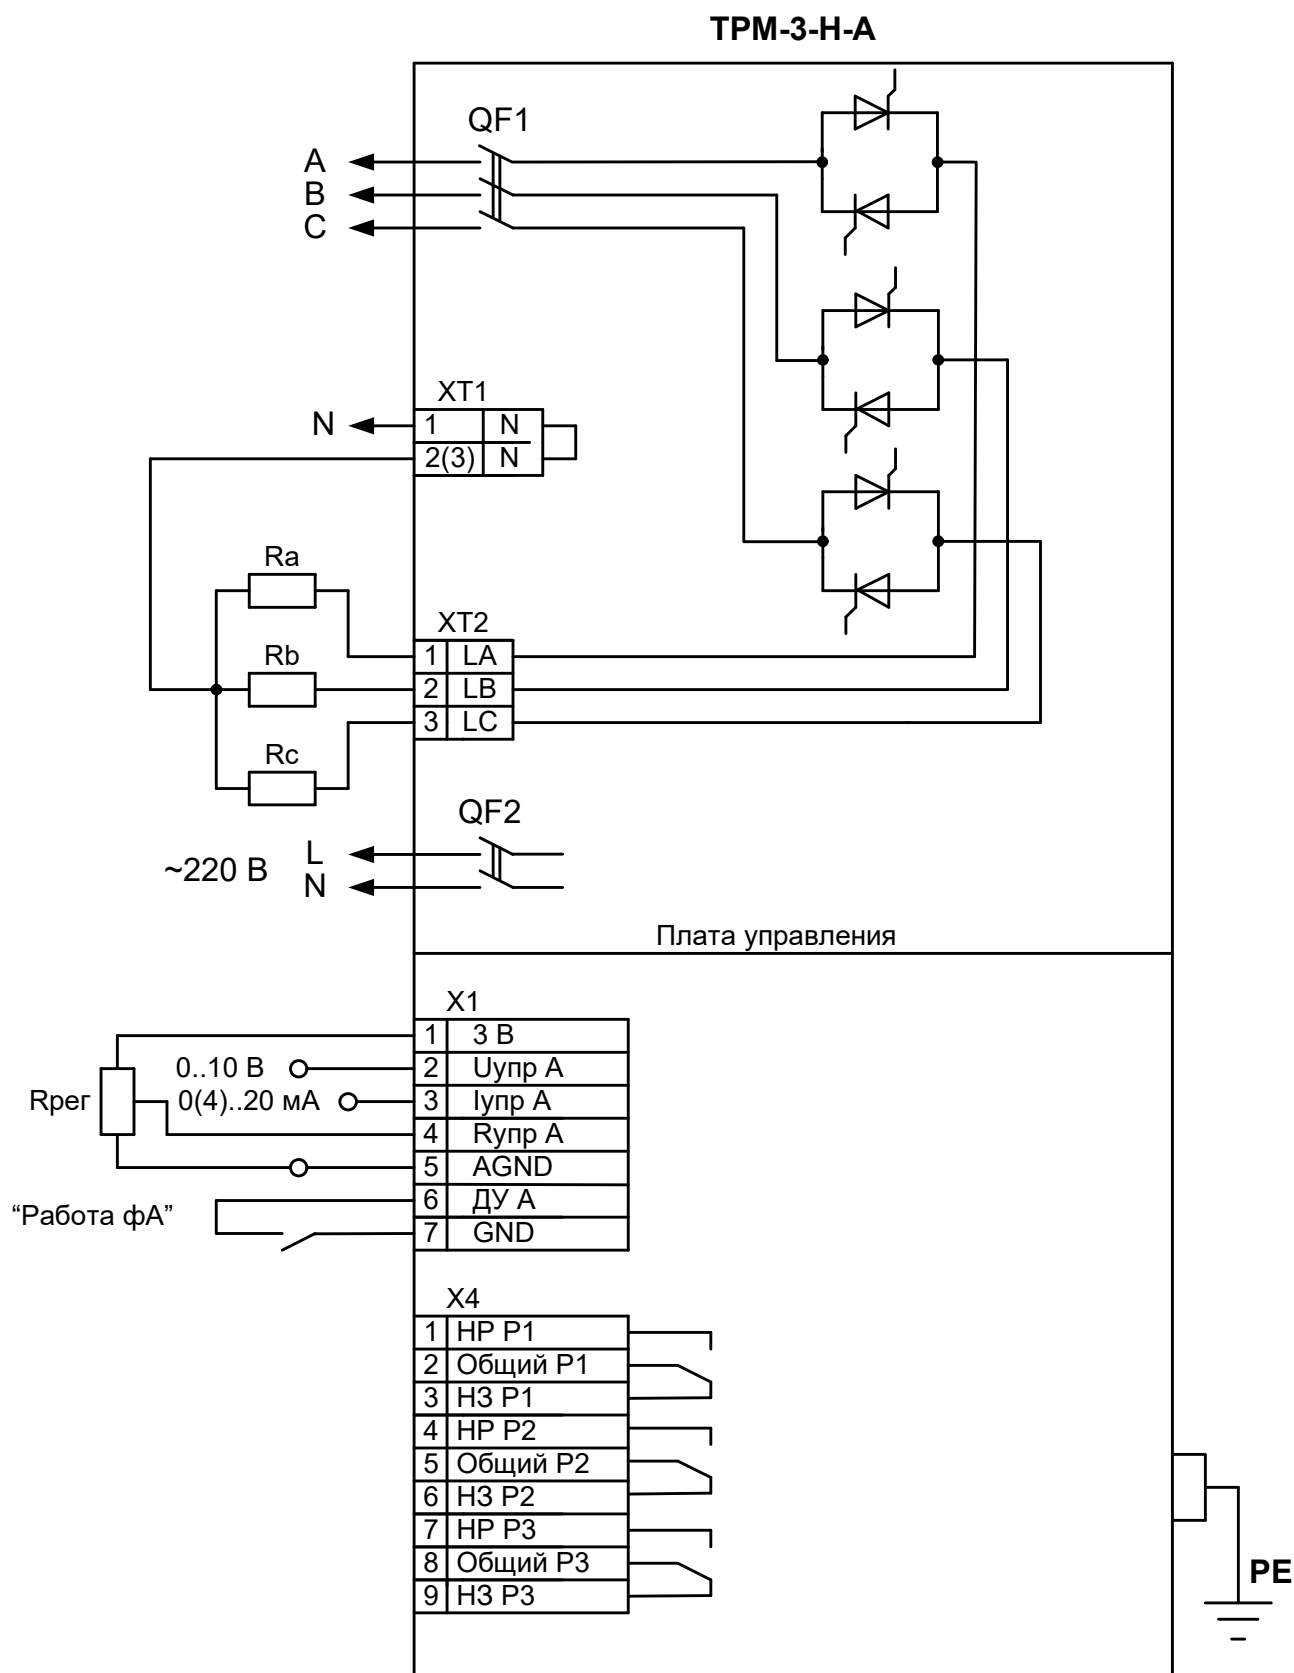 ТРМ-3-Н-А
QF1
A
B
C
XT1
N
1 N
2(3) N
Ra
Rb
Rc
XT2
1 LA
2 LB
3 LC
QF2
~220 В
L
N
Плата управления
X1
1 3 В
0..10 В 2 Uупр А
Rрег 0(4)..20 мА 3 Iупр А
4 Rупр А
5 AGND
"Работа фА" 6 ДУ А
7 GND
X4
1 НР Р1
2 Общий Р1
3 НЗ Р1
4 НР Р2
5 Общий Р2
6 НЗ Р2
7 НР Р3
8 Общий Р3
9 НЗ Р3
PE